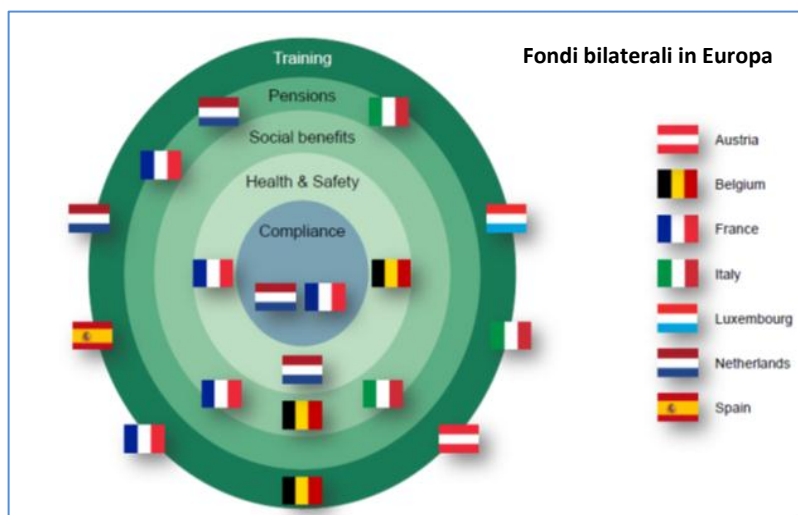 Fondi bilaterali in Europa
Training
Pensions
Social benefits
Health & Safety
Compliance
Austria
Belgium
France
Italy
Luxembourg
Netherlands
Spain